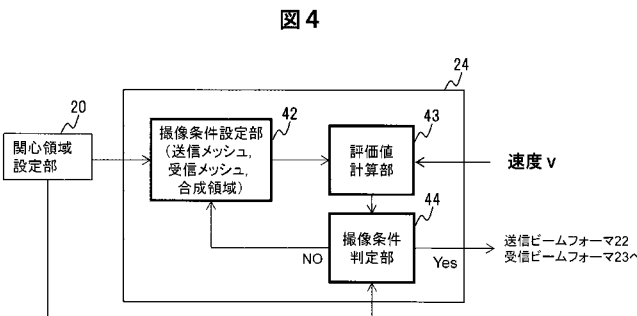 図4
24
20
関心領域
設定部
42
撮像条件設定部
(送信メッシュ,
受信メッシュ,
合成領域)
43
評価値
計算部
速度 v
44
撮像条件
判定部
NO
Yes
送信ビームフォーマ22
受信ビームフォーマ23へ